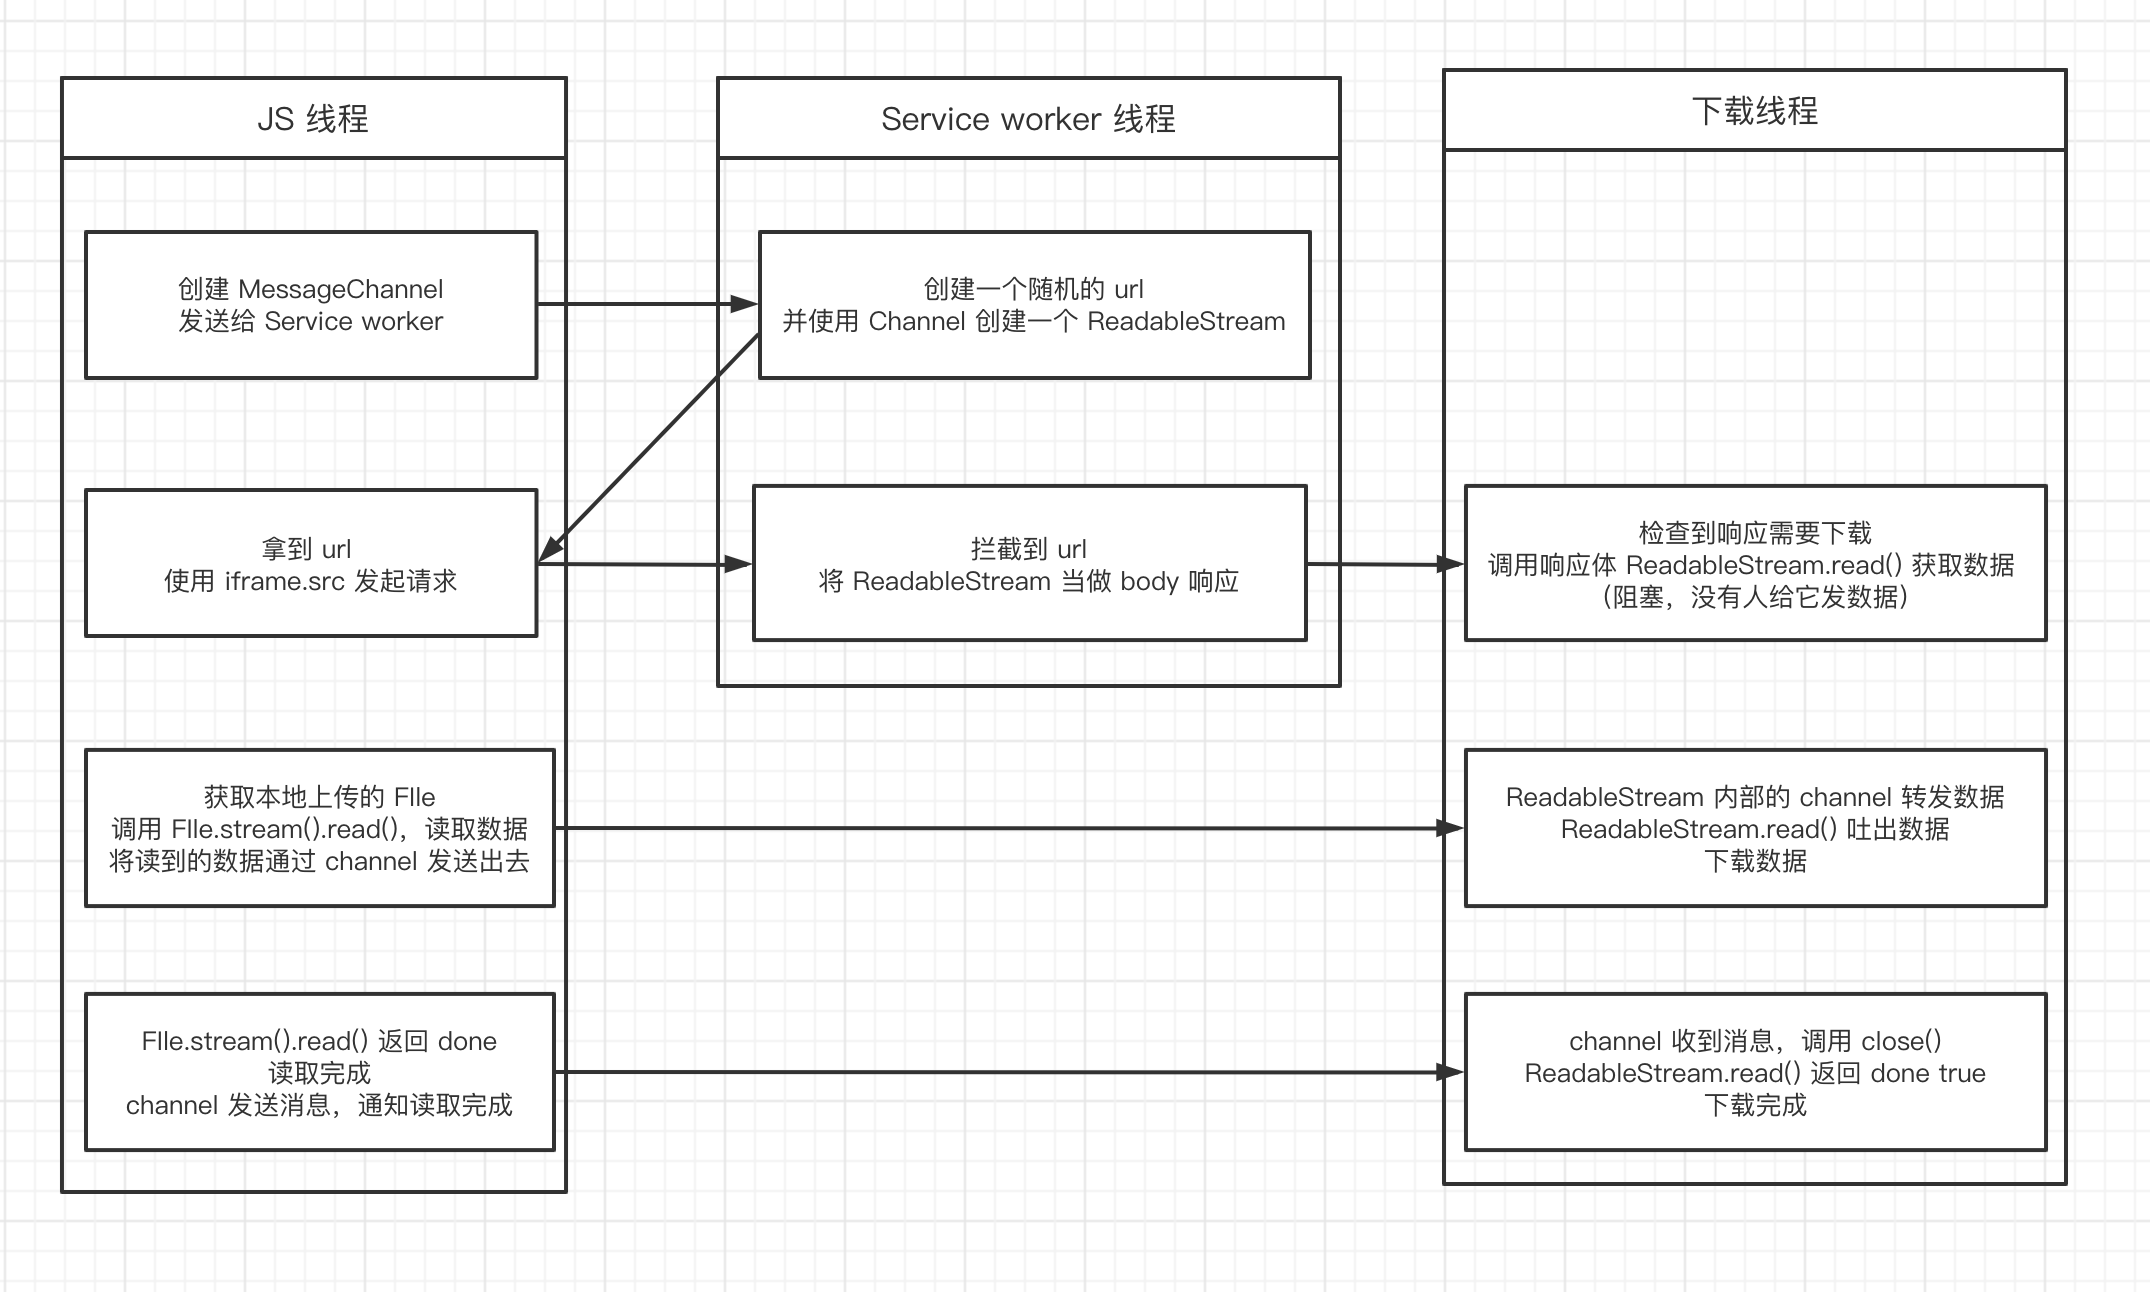 JS 线程
Service worker 线程
下载线程
创建 MessageChannel
发送给 Service worker
创建一个随机的 url
并使用 Channel 创建一个 ReadableStream
拿到 url
使用 iframe.src 发起请求
拦截到 url
将 ReadableStream 当做 body 响应
检查到响应需要下载
调用响应体 ReadableStream.read() 获取数据
（阻塞，没有人给它发数据）
获取本地上传的 FIle
调用 FIle.stream().read()，读取数据
将读到的数据通过 channel 发送出去
ReadableStream 内部的 channel 转发数据
ReadableStream.read() 吐出数据
下载数据
FIle.stream().read() 返回 done
读取完成
channel 发送消息，通知读取完成
channel 收到消息，调用 close()
ReadableStream.read() 返回 done true
下载完成